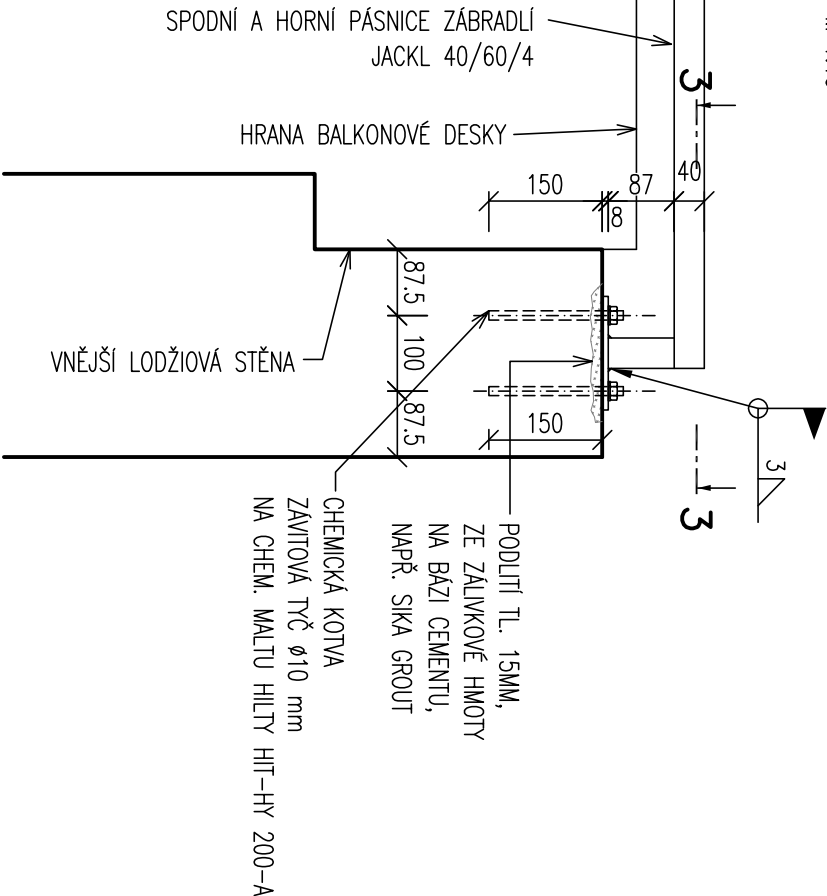 SPODNÍ A HORNÍ PÁSNICE ZÁBRADLÍ
JACKL 40/60/4
3
HRANA BALKONOVÉ DESKY
150
87
40
8
87.5
100
87.5
VNĚJŠÍ LODŽIOVÁ STĚNA
150
3
3
PODLITÍ TL. 15MM,
ZE ZÁLIVKOVÉ HMOTY
NA BÁZI CEMENTU,
NAPŘ. SIKA GROUT
CHEMICKÁ KOTVA
ZÁVITOVÁ TYČ ø10 mm
NA CHEM. MALTU HILTY HIT-HY 200-A